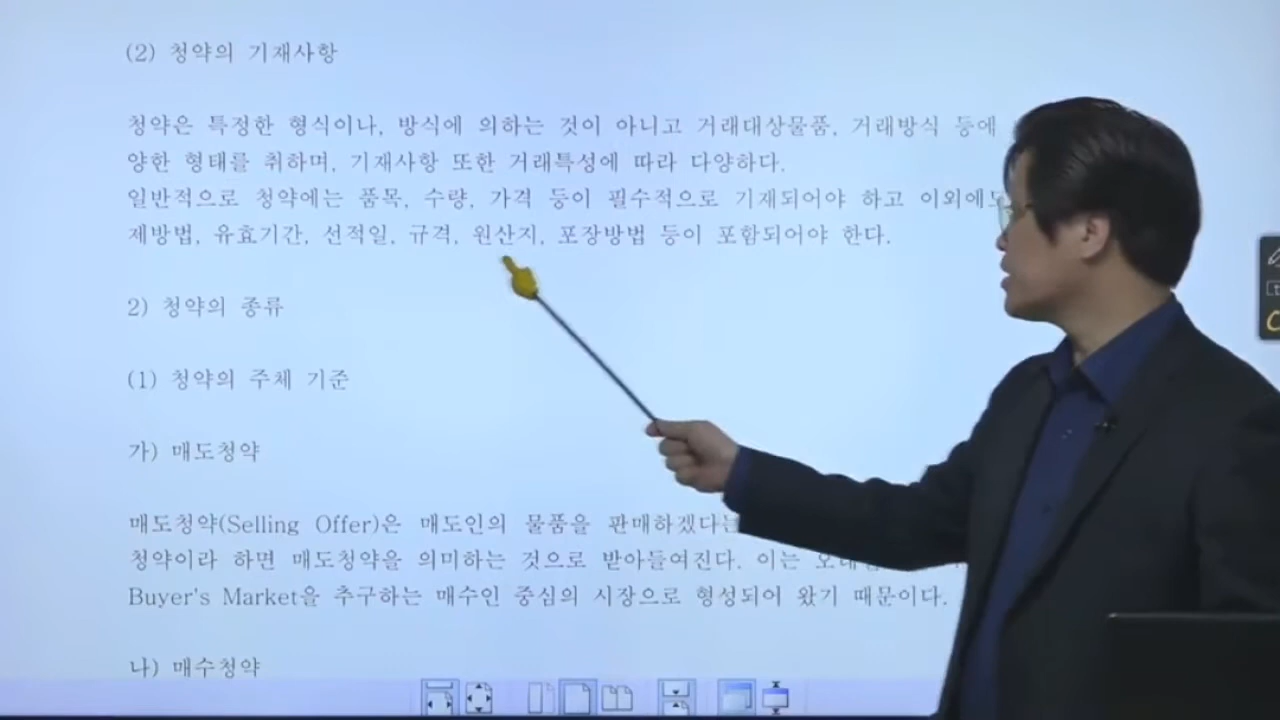 (2) 청약의 기재사항
청약은 특정한 형식이나, 방식에 의하는 것이 아니고 거래대상물품, 거래방식 등에
양한 형태를 취하며, 기재사항 또한 거래특성에 따라 다양하다.
일반적으로 청약에는 품목, 수량, 가격 등이 필수적으로 기재되어야 하고 이외에도
제방법, 유효기간, 선적일, 규격, 원산지, 포장방법 등이 포함되어야 한다.
2) 청약의 종류
(1) 청약의 주체 기준
가) 매도청약
매도청약(Selling Offer)은 매도인의 물품을 판매하겠다는
청약이라 하면 매도청약을 의미하는 것으로 받아들여진다. 이는
Buyer's Market을 추구하는 매수인 중심의 시장으로 형성되어 왔기 때문이다.
나) 매수청약